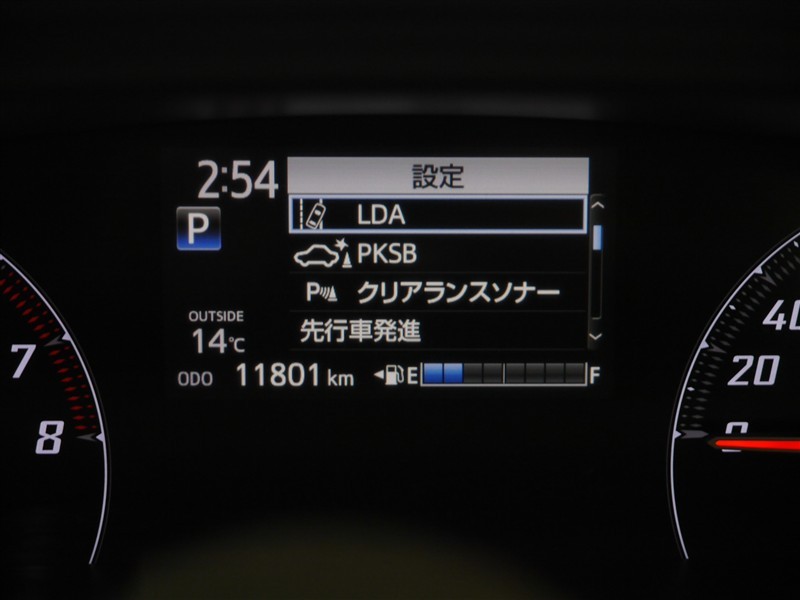 2:54
設定
P
LDA
PKSB
P クリアランスソナー
先行車発進
OUTSIDE
14℃
ODO 11801 km E F
7
8
40
20
0